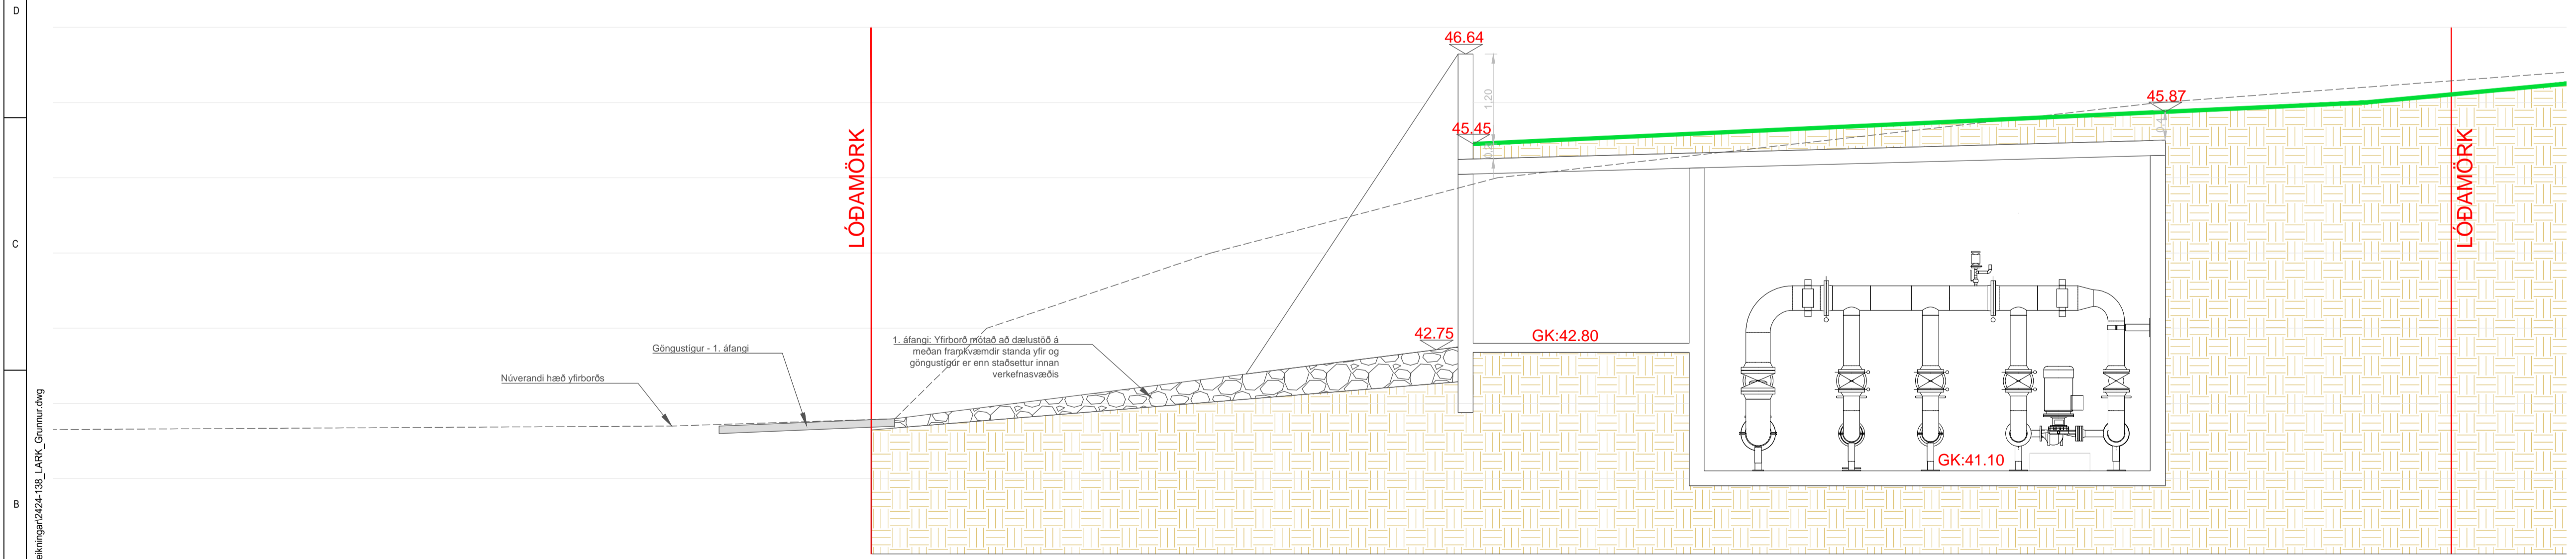 D
C
B
eikningar\2424-138_LARK_Grunnur.dwg
LÓÐAMÖRK
46.64
1.20
45.45
45.87
0.4
LÓÐAMÖRK
42.75
GK:42.80
GK:41.10
Göngustígur - 1. áfangi
Núverandi hæð yfirborðs
1. áfangi: Yfirborð mótað að dælustöð á
meðan framkvæmdir standa yfir og
göngustígur er enn staðsettur innan
verkefnasvæðis